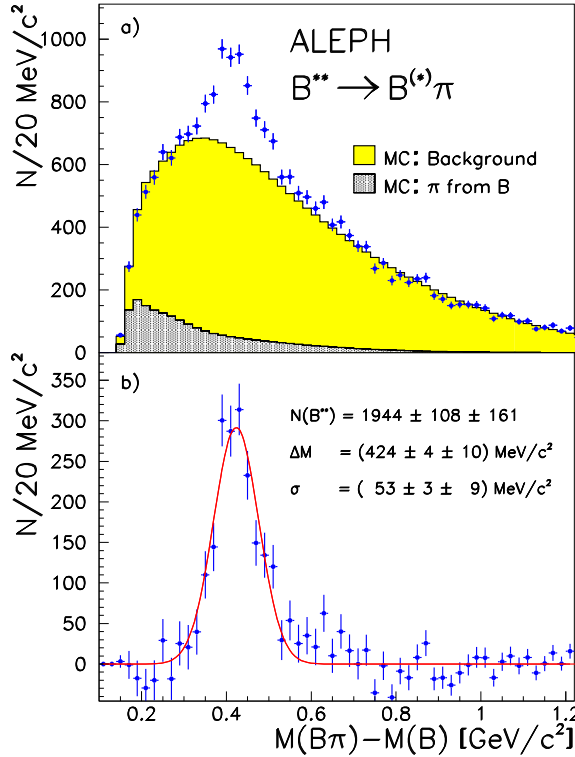 a)
ALEPH
B** → B(*)π
MC: Background
MC: π from B
N/20 MeV/c²
1000
800
600
400
200
0
b)
N(B**) = 1944 ± 108 ± 161
ΔM = (424 ± 4 ± 10) MeV/c²
σ = ( 53 ± 3 ± 9) MeV/c²
N/20 MeV/c²
350
300
250
200
150
100
50
0
0.2 0.4 0.6 0.8 1 1.2
M(Bπ)−M(B) [GeV/c²]